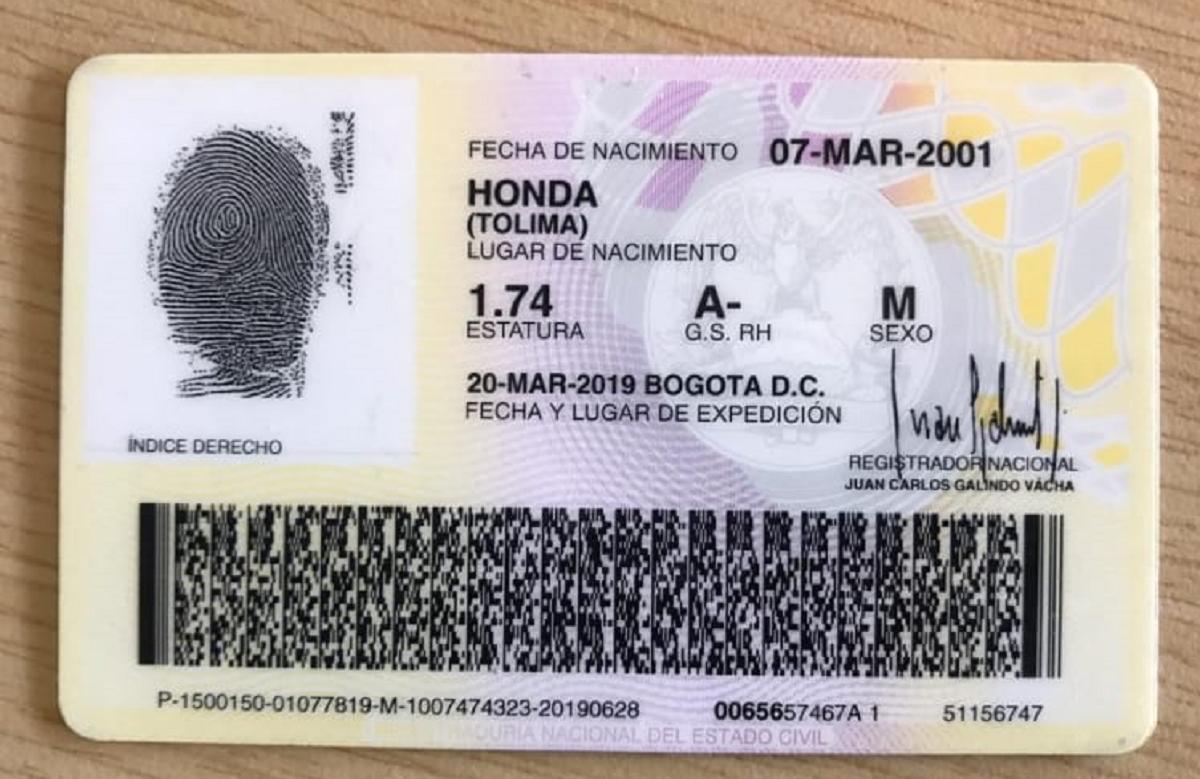 FECHA DE NACIMIENTO 07-MAR-2001
HONDA
(TOLIMA)
LUGAR DE NACIMIENTO
1.74 A- M
ESTATURA G.S. RH SEXO
20-MAR-2019 BOGOTA D.C.
FECHA Y LUGAR DE EXPEDICIÓN
ÍNDICE DERECHO
REGISTRADOR NACIONAL
JUAN CARLOS GALINDO VÁCHA
P-1500150-01077819-M-1007474323-20190628 0065657467A 1 51156747
NACIONAL DEL ESTADO CIVIL